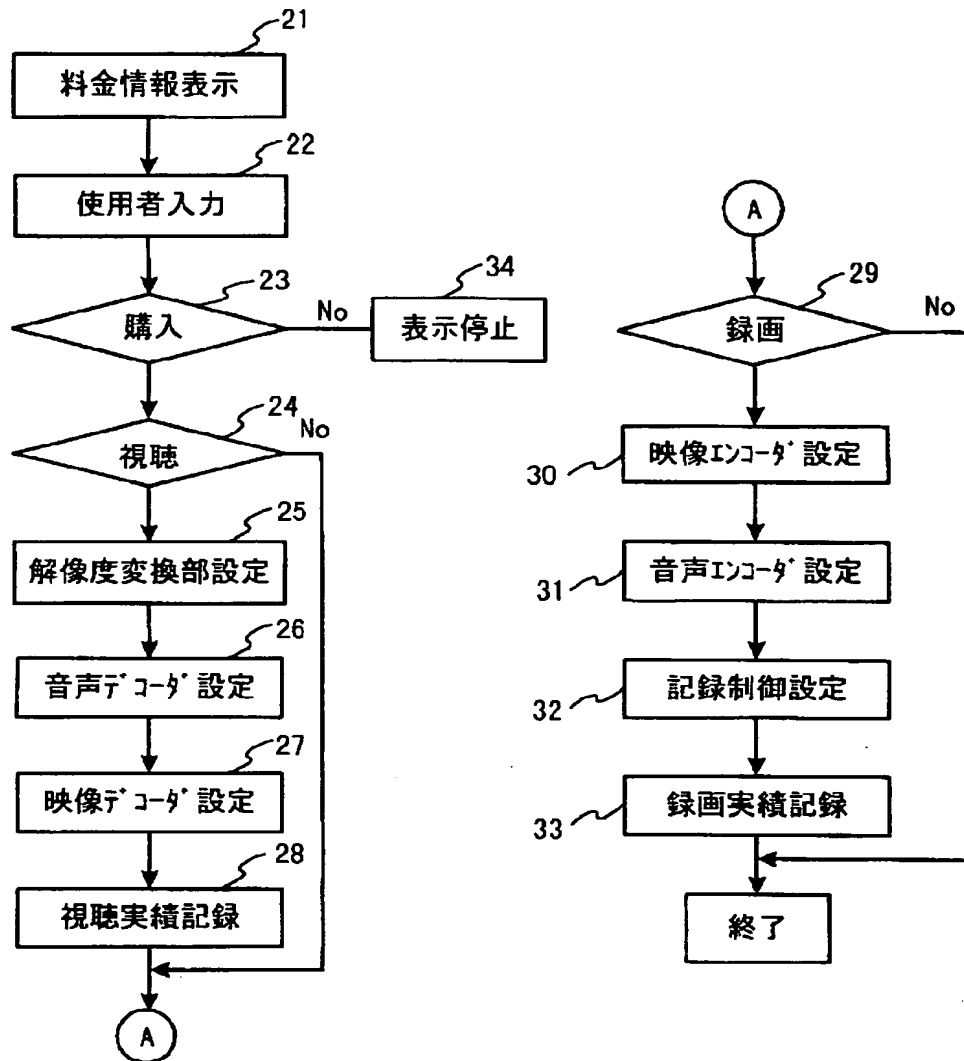 21
料金情報表示
22
使用者入力
23
購入
No
34
表示停止
24
視聴
No
25
解像度変換部設定
26
音声ﾃﾞｺｰﾀﾞ設定
27
映像ﾃﾞｺｰﾀﾞ設定
28
視聴実績記録
A
A
29
録画
No
30
映像ｴﾝｺｰﾀﾞ設定
31
音声ｴﾝｺｰﾀﾞ設定
32
記録制御設定
33
録画実績記録
終了